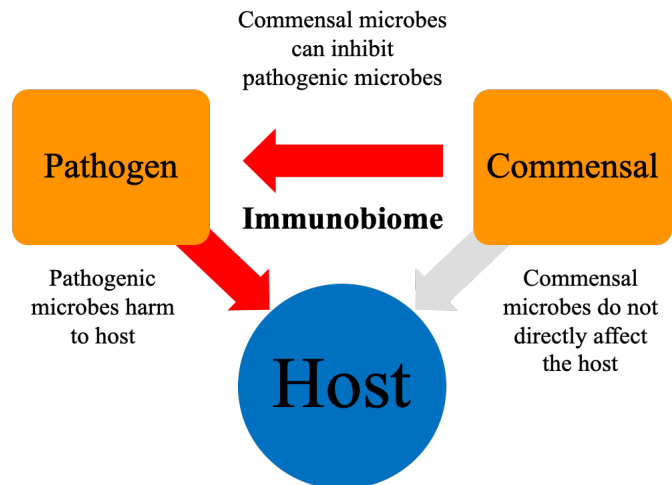 Commensal microbes
can inhibit
pathogenic microbes
Pathogen
Commensal
Immunobiome
Pathogenic
microbes harm
to host
Commensal
microbes do not
directly affect
the host
Host